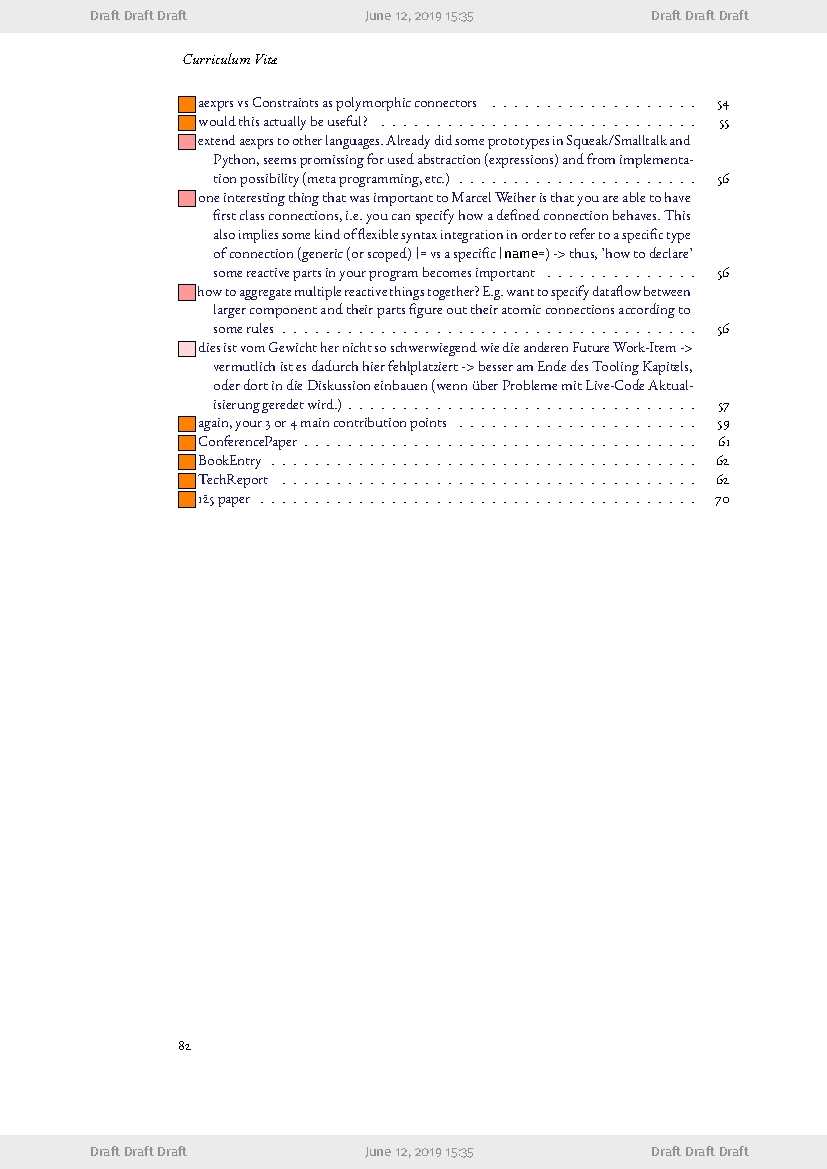 Draft Draft Draft June 12, 2019 15:35 Draft Draft Draft
Curriculum Vitæ
aexprs vs Constraints as polymorphic connectors . . . . . . . . . . . . . . . . . . . 54
would this actually be useful? . . . . . . . . . . . . . . . . . . . . . . . . . . . . . 55
extend aexprs to other languages. Already did some prototypes in Squeak/Smalltalk and
Python, seems promissing for used abstraction (expressions) and from implementa-
tion possibility (meta programming, etc.) . . . . . . . . . . . . . . . . . . . . . . 56
one interesting thing that was important to Marcel Weiher is that you are able to have
first class connections, i.e. you can specify how a defined connection behaves. This
also implies some kind of flexible syntax integration in order to refer to a specific type
of connection (generic (or scoped) |= vs a specific |name=) -> thus, 'how to declare'
some reactive parts in your program becomes important . . . . . . . . . . . . . . 56
how to aggregate multiple reactive things together? E.g. want to specify dataflow between
larger component and their parts figure out their atomic connections according to
some rules . . . . . . . . . . . . . . . . . . . . . . . . . . . . . . . . . . . . . . 56
dies ist vom Gewicht her nicht so schwerwiegend wie die anderen Future Work-Item ->
vermutlich ist es dadurch hier fehlplatziert -> besser am Ende des Tooling Kapitels,
oder dort in die Diskussion einbauen (wenn über Probleme mit Live-Code Aktual-
isierung geredet wird.) . . . . . . . . . . . . . . . . . . . . . . . . . . . . . . . . 57
again, your 3 or 4 main contribution points . . . . . . . . . . . . . . . . . . . . . . 59
ConferencePaper . . . . . . . . . . . . . . . . . . . . . . . . . . . . . . . . . . . . 61
BookEntry . . . . . . . . . . . . . . . . . . . . . . . . . . . . . . . . . . . . . . . 62
TechReport . . . . . . . . . . . . . . . . . . . . . . . . . . . . . . . . . . . . . . 62
125 paper . . . . . . . . . . . . . . . . . . . . . . . . . . . . . . . . . . . . . . . . 70
82
Draft Draft Draft June 12, 2019 15:35 Draft Draft Draft